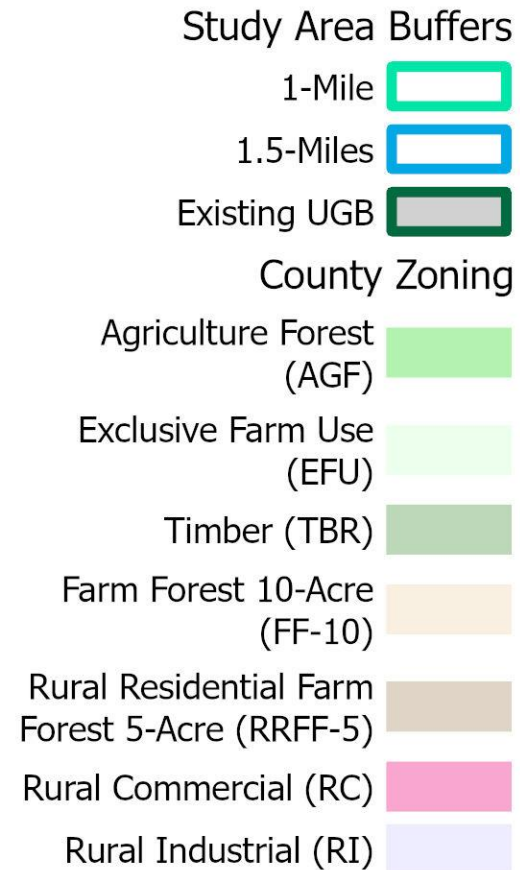 Study Area Buffers
1-Mile
1.5-Miles
Existing UGB
County Zoning
Agriculture Forest
(AGF)
Exclusive Farm Use
(EFU)
Timber (TBR)
Farm Forest 10-Acre
(FF-10)
Rural Residential Farm
Forest 5-Acre (RRFF-5)
Rural Commercial (RC)
Rural Industrial (RI)